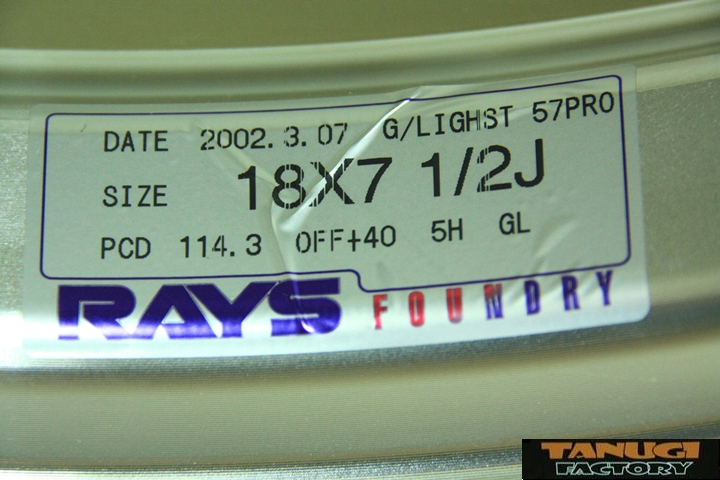 DATE 2002.3.07 G/LIGHST 57PRO
SIZE 18X7 1/2J
PCD 114.3 OFF+40 5H GL
RAYS FOUNDRY
TANUGI
FACTORY